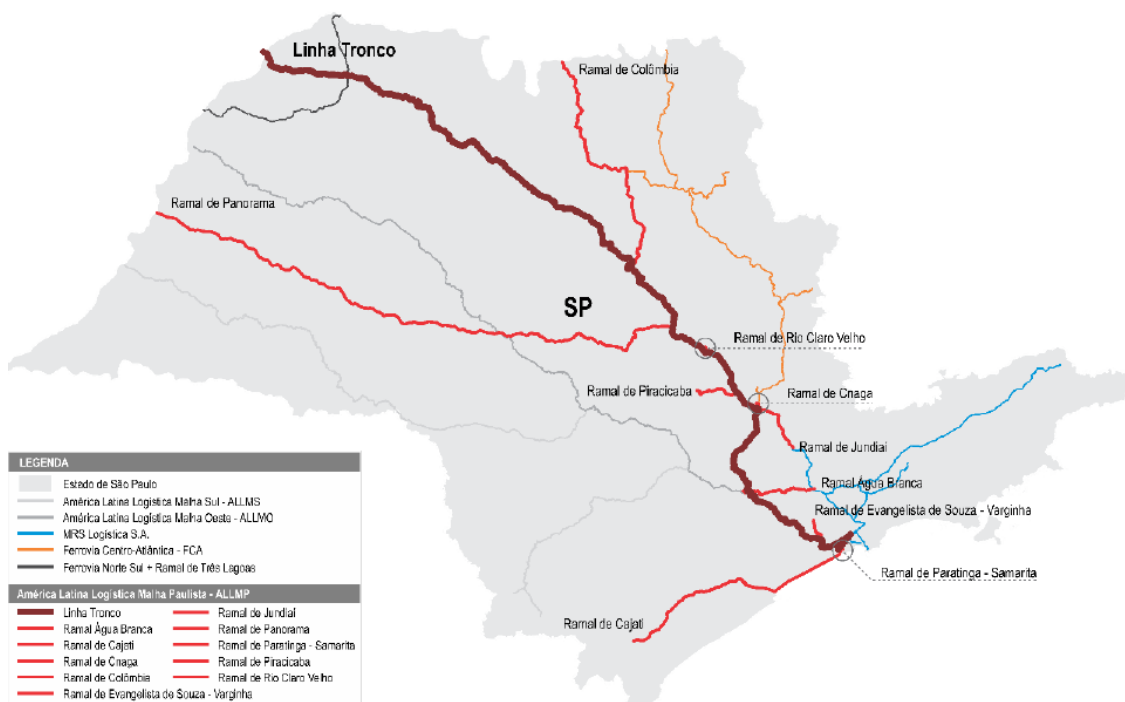 Linha Tronco
Ramal de Colômbia
Ramal de Panorama
SP
Ramal de Rio Claro Velho
Ramal de Piracicaba
Ramal de Cnaga
Ramal de Jundiaí
Ramal Água Branca
Ramal de Evangelista de Souza - Varginha
Ramal de Paratinga - Samarita
Ramal de Cajati
LEGENDA
Estado de São Paulo
América Latina Logística Malha Sul - ALLMS
América Latina Logística Malha Oeste - ALLMO
MRS Logística S.A.
Ferrovia Centro-Atlântica - FCA
Ferrovia Norte Sul + Ramal de Três Lagoas
América Latina Logística Malha Paulista - ALLMP
Linha Tronco
Ramal Água Branca
Ramal de Cajati
Ramal de Cnaga
Ramal de Colômbia
Ramal de Evangelista de Souza - Varginha
Ramal de Jundiaí
Ramal de Panorama
Ramal de Paratinga - Samarita
Ramal de Piracicaba
Ramal de Rio Claro Velho